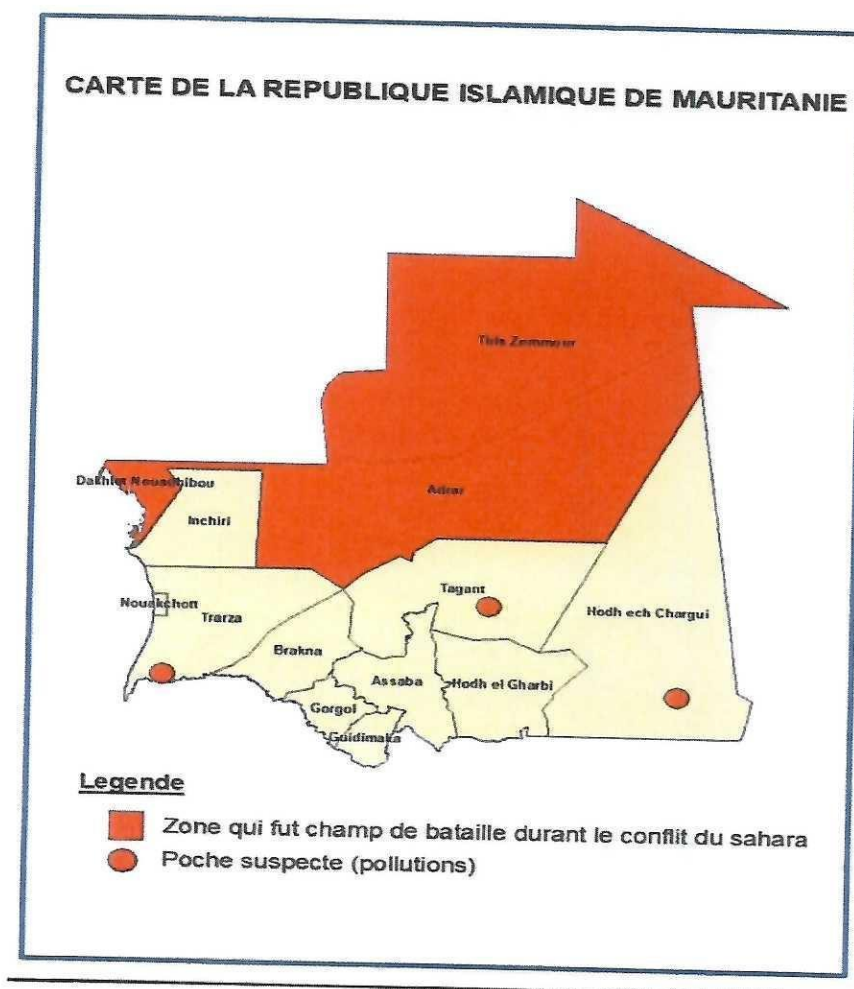 CARTE DE LA REPUBLIQUE ISLAMIQUE DE MAURITANIE
Tiris Zemmour
Dakhlet Nouadhibou
Adrar
Inchiri
Nouakchott
Tagant
Trarza
Hodh ech Chargui
Brakna
Assaba
Hodh el Gharbi
Gorgol
Guidimaka
Legende
Zone qui fut champ de bataille durant le conflit du sahara
Poche suspecte (pollutions)